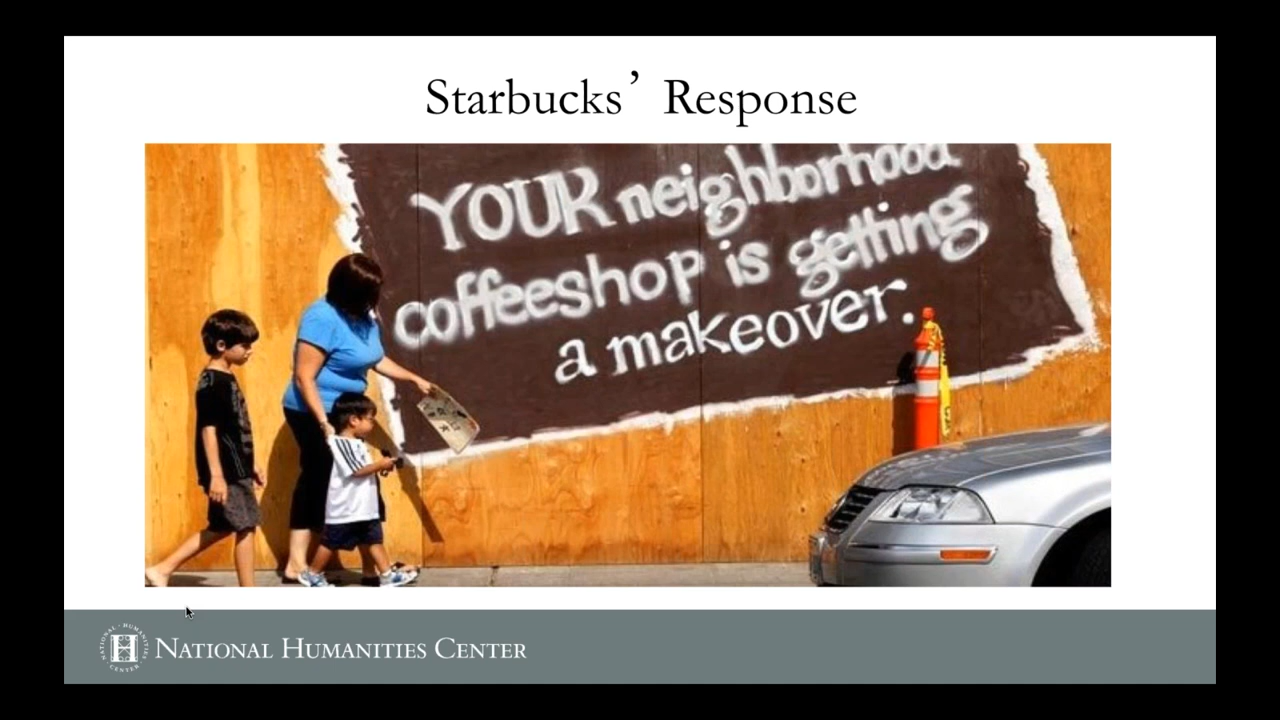 Starbucks’ Response
YOUR neighborhood
coffeeshop is getting
a makeover.
NATIONAL HUMANITIES CENTER